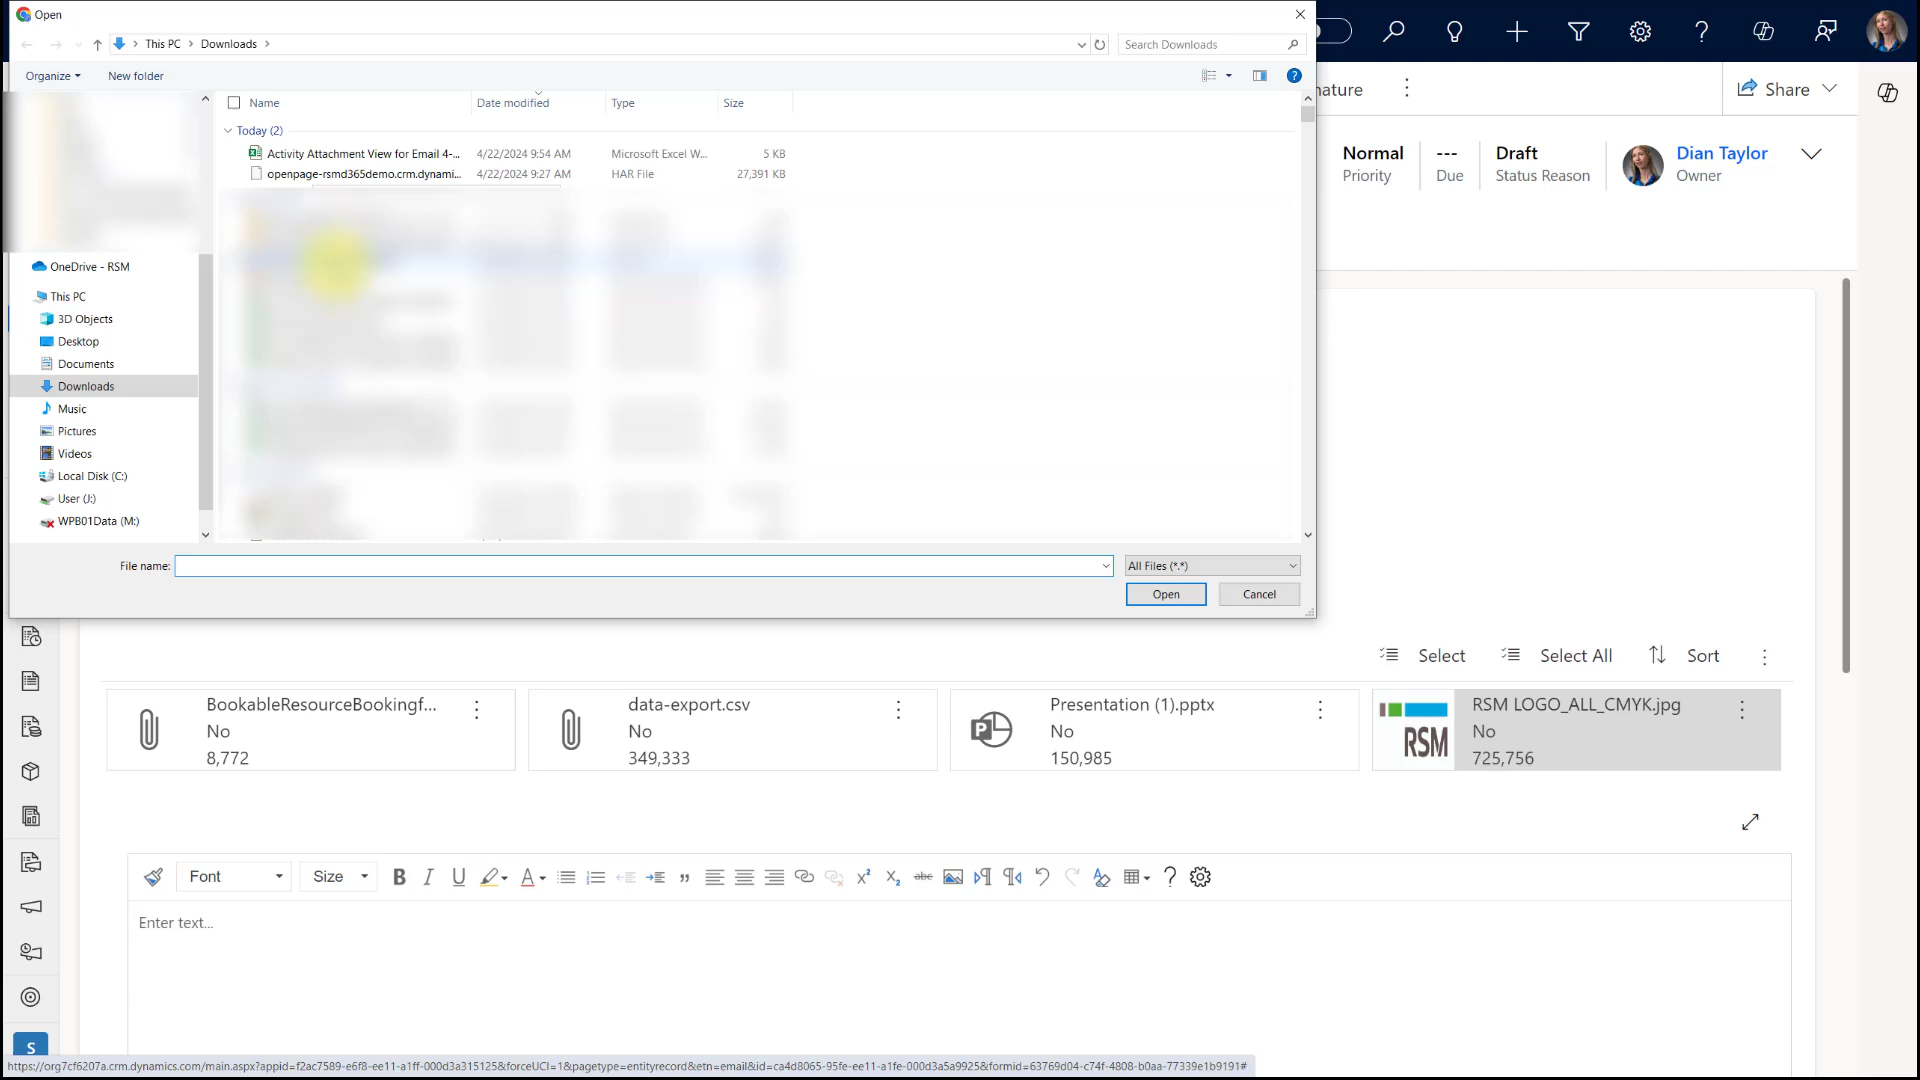 Open
This PC > Downloads >
Search Downloads
Organize
New folder
Name
Date modified
Type
Size
Today (2)
Activity Attachment View for Email 4-...
4/22/2024 9:54 AM
Microsoft Excel W...
5 KB
openpage-rsmd365demo.crm.dynami...
4/22/2024 9:27 AM
HAR File
27,391 KB
OneDrive - RSM
This PC
3D Objects
Desktop
Documents
Downloads
Music
Pictures
Videos
Local Disk (C:)
User (J:)
WPB01Data (M:)
File name:
All Files (*.*)
Open
Cancel
nature
Share
Normal
Priority
---
Due
Draft
Status Reason
Dian Taylor
Owner
Select
Select All
Sort
BookableResourceBookingf...
No
8,772
data-export.csv
No
349,333
Presentation (1).pptx
No
150,985
RSM
RSM LOGO_ALL_CMYK.jpg
No
725,756
Font
Size
Enter text...
S
https://org7cf6207a.crm.dynamics.com/main.aspx?appid=f2ac7589-e6f8-ee11-a1ff-000d3a315125&forceUCI=1&pagetype=entityrecord&etn=email&id=ca4d8065-95fe-ee11-a1fe-000d3a5a9925&formid=63769d04-c74f-4808-b0aa-77339e1b9191#